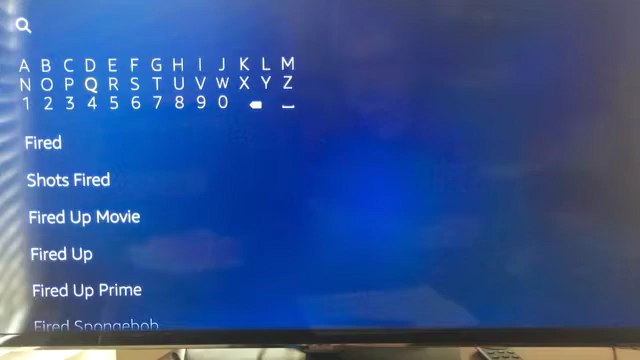 A B C D E F G H I J K L M
N O P Q R S T U V W X Y Z
1 2 3 4 5 6 7 8 9 0
Fired
Shots Fired
Fired Up Movie
Fired Up
Fired Up Prime
Fired Spongebob